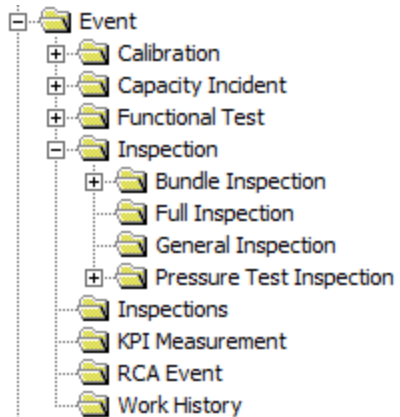 Event
Calibration
Capacity Incident
Functional Test
Inspection
Bundle Inspection
Full Inspection
General Inspection
Pressure Test Inspection
Inspections
KPI Measurement
RCA Event
Work History